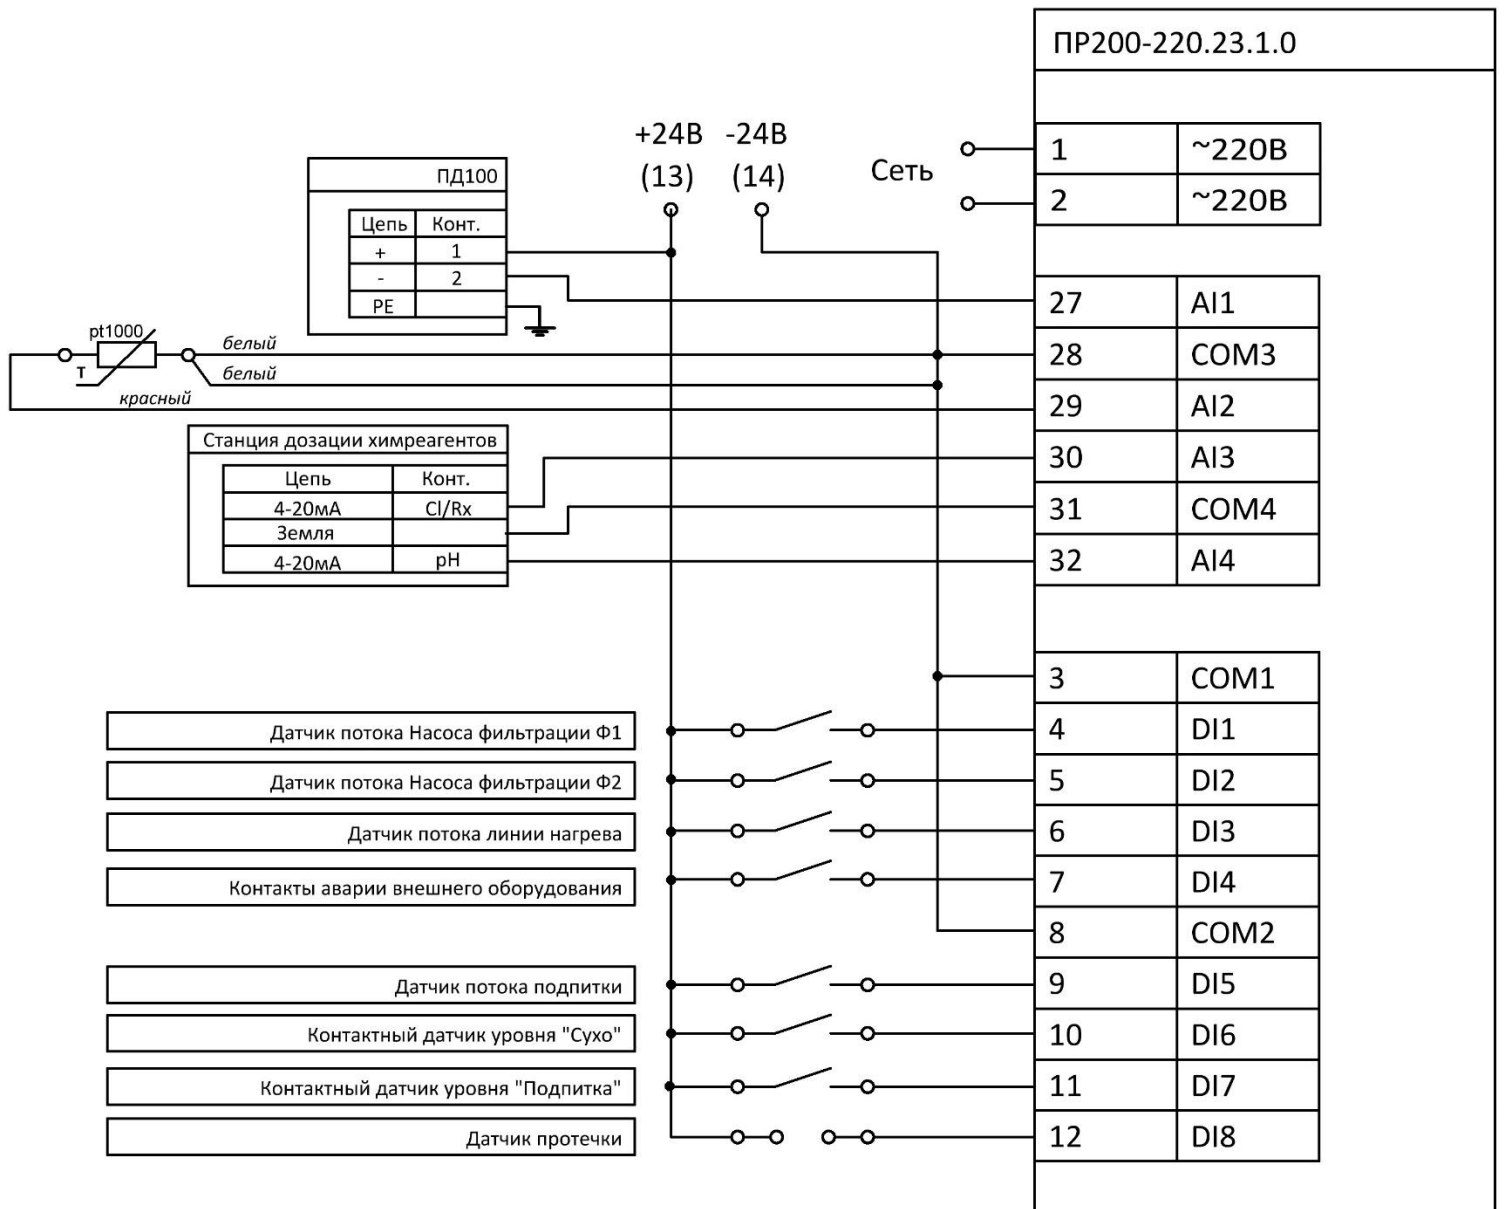 ПР200-220.23.1.0
+24В -24В
(13) (14)
Сеть
1 ~220В
2 ~220В
ПД100
Цепь Конт.
+ 1
- 2
PE
27 AI1
28 COM3
29 AI2
30 AI3
31 COM4
32 AI4
pt1000
T
белый
белый
красный
Станция дозации химреагентов
Цепь Конт.
4-20мА Cl/Rx
Земля
4-20мА pH
3 COM1
Датчик потока Насоса фильтрации Ф1
4 DI1
Датчик потока Насоса фильтрации Ф2
5 DI2
Датчик потока линии нагрева
6 DI3
Контакты аварии внешнего оборудования
7 DI4
8 COM2
Датчик потока подпитки
9 DI5
Контактный датчик уровня "Сухо"
10 DI6
Контактный датчик уровня "Подпитка"
11 DI7
Датчик протечки
12 DI8